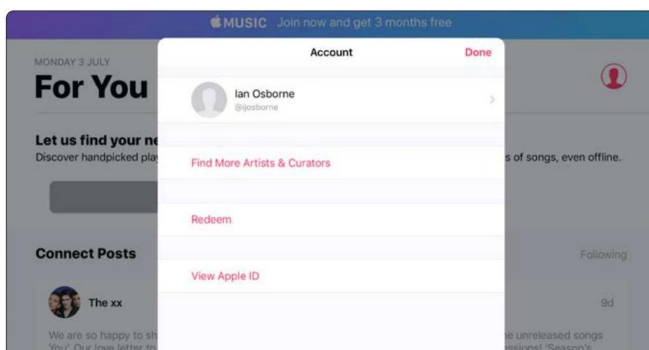 MUSIC Join now and get 3 months free
MONDAY 3 JULY
For You
Account
Done
Ian Osborne
@ijosborne
Let us find your ne
Discover handpicked play
s of songs, even offline.
Find More Artists & Curators
Redeem
Connect Posts
Following
View Apple ID
The xx
9d
We are so happy to sh
e unreleased songs
You'. Our love letter to
essions! 'Season's